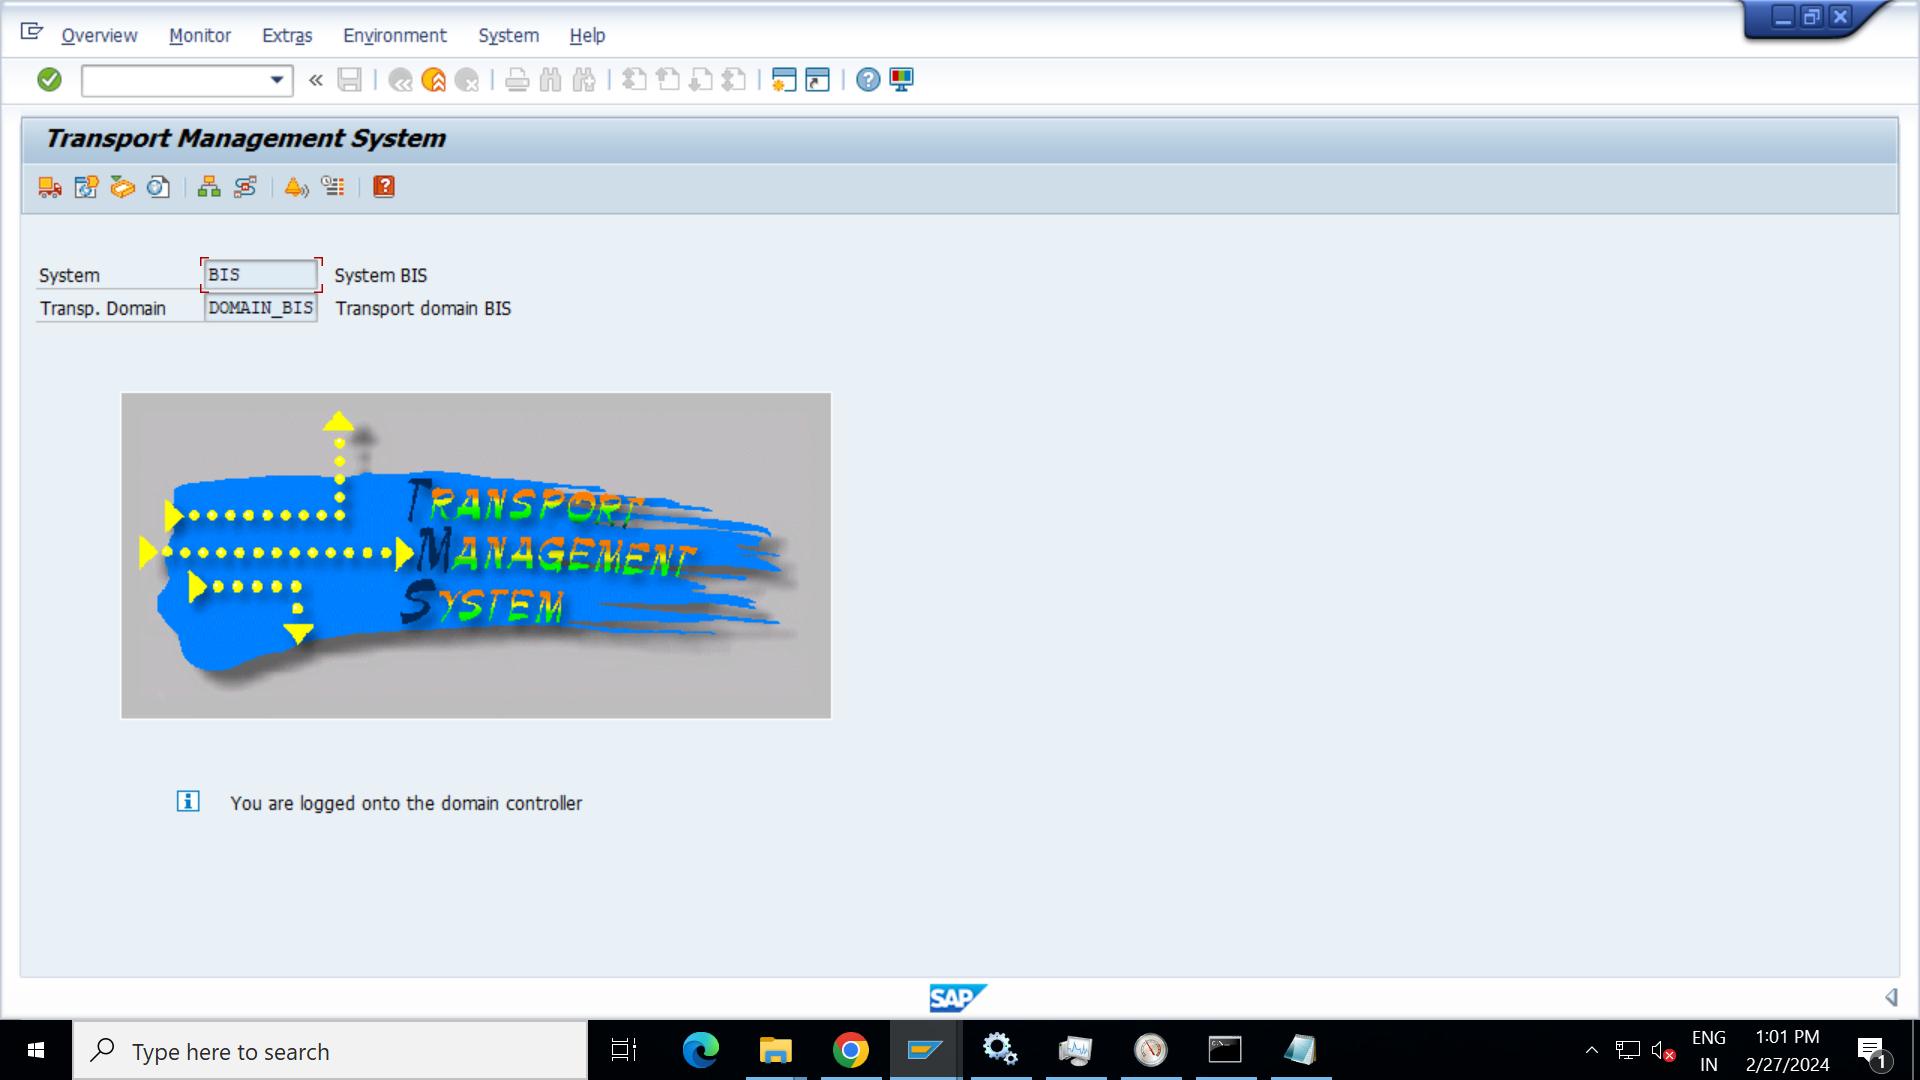 Overview Monitor Extras Environment System Help
Transport Management System
System BIS System BIS
Transp. Domain DOMAIN_BIS Transport domain BIS
TRANSPORT
MANAGEMENT
SYSTEM
You are logged onto the domain controller
SAP
Type here to search
ENG
IN
1:01 PM
2/27/2024
1